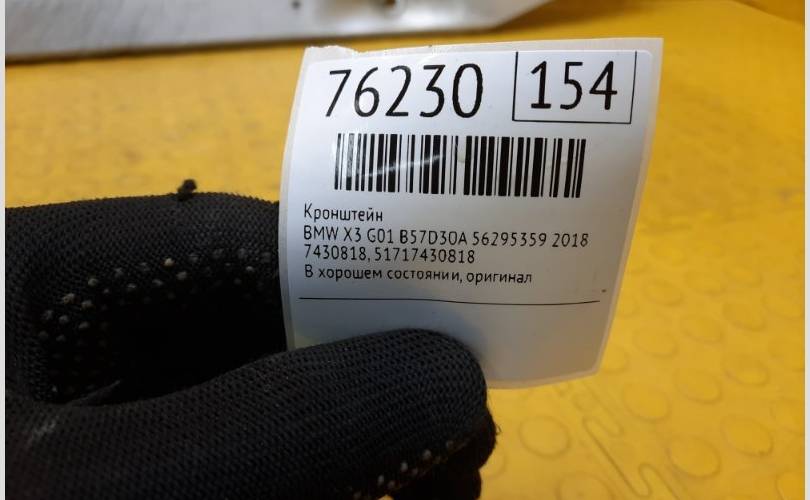 76230 154
Кронштейн
BMW X3 G01 B57D30A 56295359 2018
7430818, 51717430818
В хорошем состоянии, оригинал